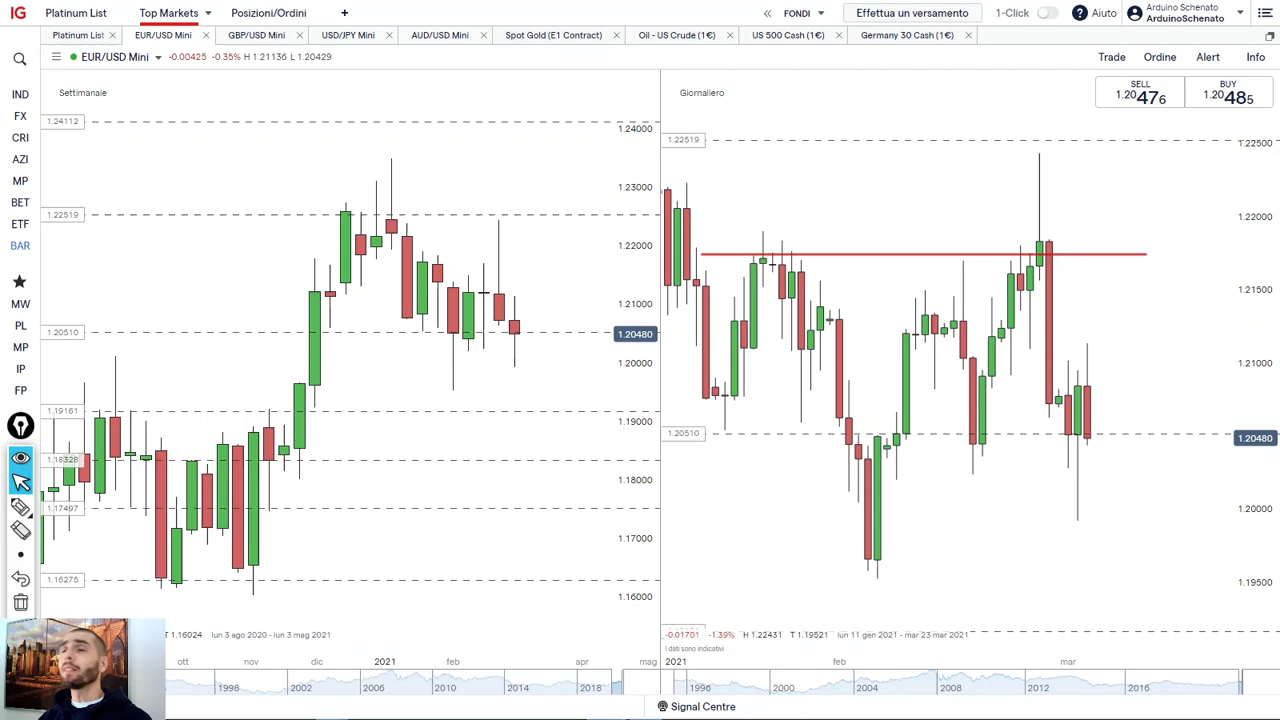 IG Platinum List Top Markets Posizioni/Ordini + « FONDI Effettua un versamento 1-Click ? Aiuto Arduino Schenato
ArduinoSchenato
Platinum List EUR/USD Mini GBP/USD Mini USD/JPY Mini AUD/USD Mini Spot Gold (E1 Contract) Oil - US Crude (1€) US 500 Cash (1€) Germany 30 Cash (1€)
EUR/USD Mini -0.00425 -0.35% H 1.21136 L 1.20429 Trade Ordine Alert Info
IND
FX
CRI
AZI
MP
BET
ETF
BAR
MW
PL
MP
IP
FP
Settimanale
1.24112
1.22519
1.20510
1.19161
1.18328
1.17497
1.16275
1.24000
1.23000
1.22000
1.21000
1.20480
1.20000
1.19000
1.18000
1.17000
1.16000
T 1.16024 lun 3 ago 2020 - lun 3 mag 2021
ott nov dic 2021 feb apr mag
1998 2002 2006 2010 2014 2018
Giornaliero
SELL
1.20476
BUY
1.20485
1.22519
1.20510
1.22500
1.22000
1.21500
1.21000
1.20480
1.20000
1.19500
-0.01701 -1.39% H 1.22431 T 1.19521 lun 11 gen 2021 - mar 23 mar 2021
I dati sono indicativi
2021 feb mar
1996 2000 2004 2008 2012 2016
Signal Centre